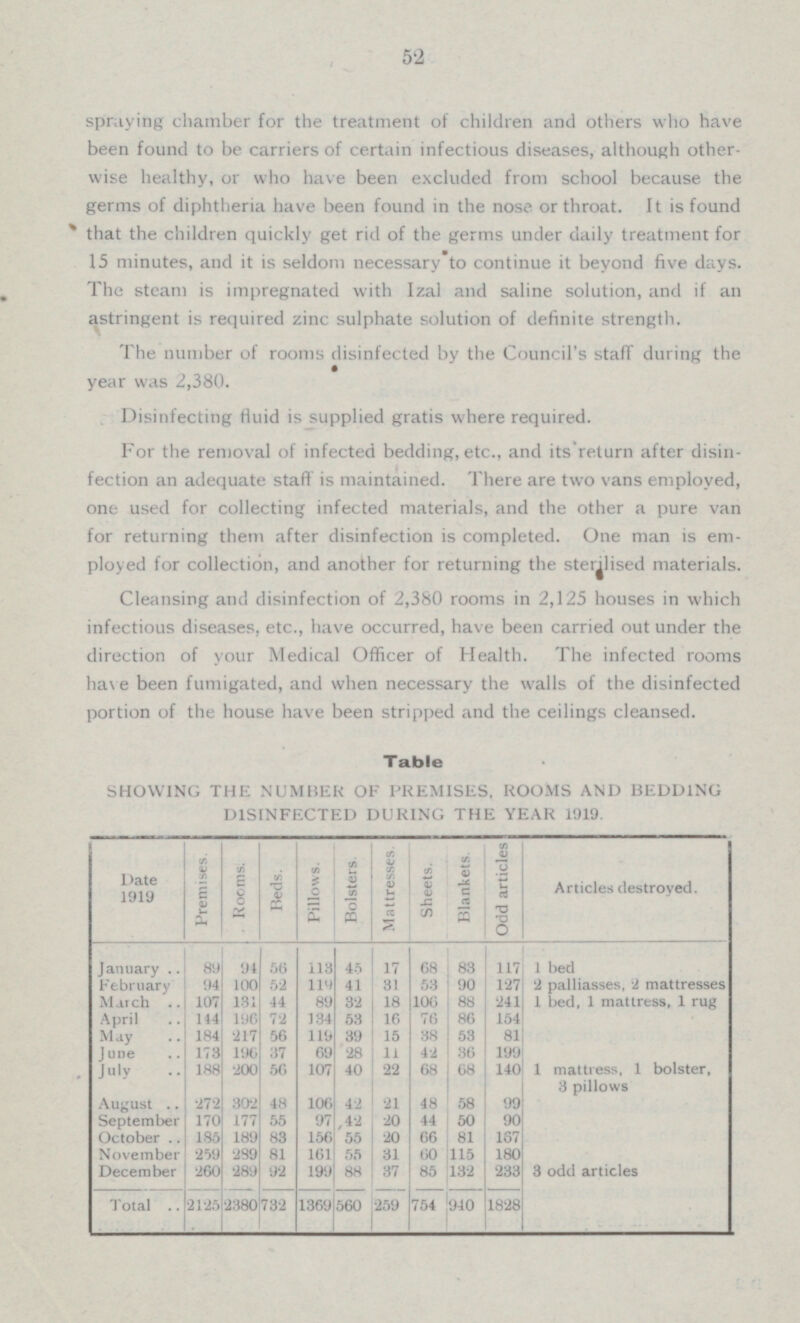 52
spraying chamber for the treatment of children and others who have
been found to be carriers of certain infectious diseases, although other-
wise healthy, or who have been excluded from school because the
germs of diphtheria have been found in the nose or throat. It is found
that the children quickly get rid of the germs under daily treatment for
15 minutes, and it is seldom necessary to continue it beyond five days.
The steam is impregnated with Izal and saline solution, and if an
astringent is required zinc sulphate solution of definite strength.
The number of rooms disinfected by the Council's staff during the
year was 2,380.
Disinfecting fluid is supplied gratis where required.
For the removal of infected bedding, etc., and its return after disin-
fection an adequate staff is maintained. There are two vans employed,
one used for collecting infected materials, and the other a pure van
for returning them after disinfection is completed. One man is em-
ployed for collection, and another for returning the sterilised materials.
Cleansing and disinfection of 2,380 rooms in 2,125 houses in which
infectious diseases, etc., have occurred, have been carried out under the
direction of your Medical Officer of Health. The infected rooms
have been fumigated, and when necessary the walls of the disinfected
portion of the house have been stripped and the ceilings cleansed.
Table
SHOWING THE NUMBER OF PREMISES, ROOMS AND BEDDING
DISINFECTED DURING THE YEAR 1919.
Date 1919 Premises. Rooms. Beds. Pillows. Bolsters. Mattresses. Sheets. Blankets. Odd articles Articles destroyed.
January .. 89 94 56 113 45 17 68 83 117 1 bed
February 94 100 52 119 41 31 53 90 127 2 palliasses, 2 mattresses
March .. 107 131 44 89 32 18 106 88 241 1 bed, 1 mattress, 1 rug
April .. 144 196 72 134 53 16 76 86 154
May .. 184 217 56 119 39 15 38 53 81
June .. 173 196 37 69 28 11 42 36 199
July .. 188 200 56 107 40 22 68 68 140 1 mattress, 1 bolster,
3 pillows
August .. 272 302 48 106 42 21 48 58 99
September 170 177 55 97 42 20 44 50 90
October .. 185 189 83 156 55 20 66 81 167
November 259 289 81 161 55 31 60 115 180
December 260 289 92 199 88 37 85 132 233 3 odd articles
Total .. 2125 2380 732 1369 560 259 754 940 1828